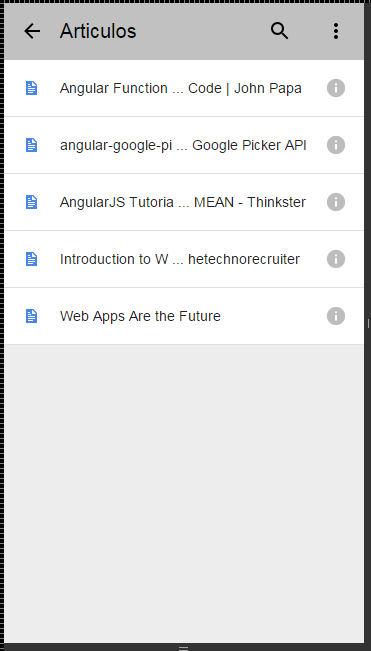 Articulos
Angular Function ... Code | John Papa
angular-google-pi ... Google Picker API
AngularJS Tutoria ... MEAN - Thinkster
Introduction to W ... hetechnorecruiter
Web Apps Are the Future